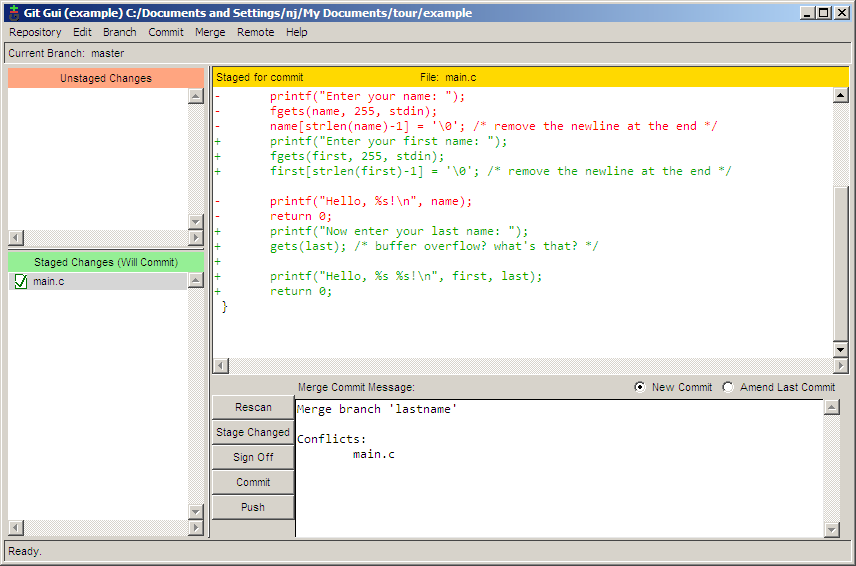 Git Gui (example) C:/Documents and Settings/nj/My Documents/tour/example
Repository Edit Branch Commit Merge Remote Help
Current Branch: master
Unstaged Changes
Staged Changes (Will Commit)
main.c
Staged for commit File: main.c
- printf("Enter your name: ");
- fgets(name, 255, stdin);
- name[strlen(name)-1] = '\0'; /* remove the newline at the end */
+ printf("Enter your first name: ");
+ fgets(first, 255, stdin);
+ first[strlen(first)-1] = '\0'; /* remove the newline at the end */
- printf("Hello, %s!\n", name);
- return 0;
+ printf("Now enter your last name: ");
+ gets(last); /* buffer overflow? what's that? */
+
+ printf("Hello, %s %s!\n", first, last);
+ return 0;
}
Merge Commit Message: New Commit Amend Last Commit
Rescan
Stage Changed
Sign Off
Commit
Push
Merge branch 'lastname'
Conflicts:
main.c
Ready.